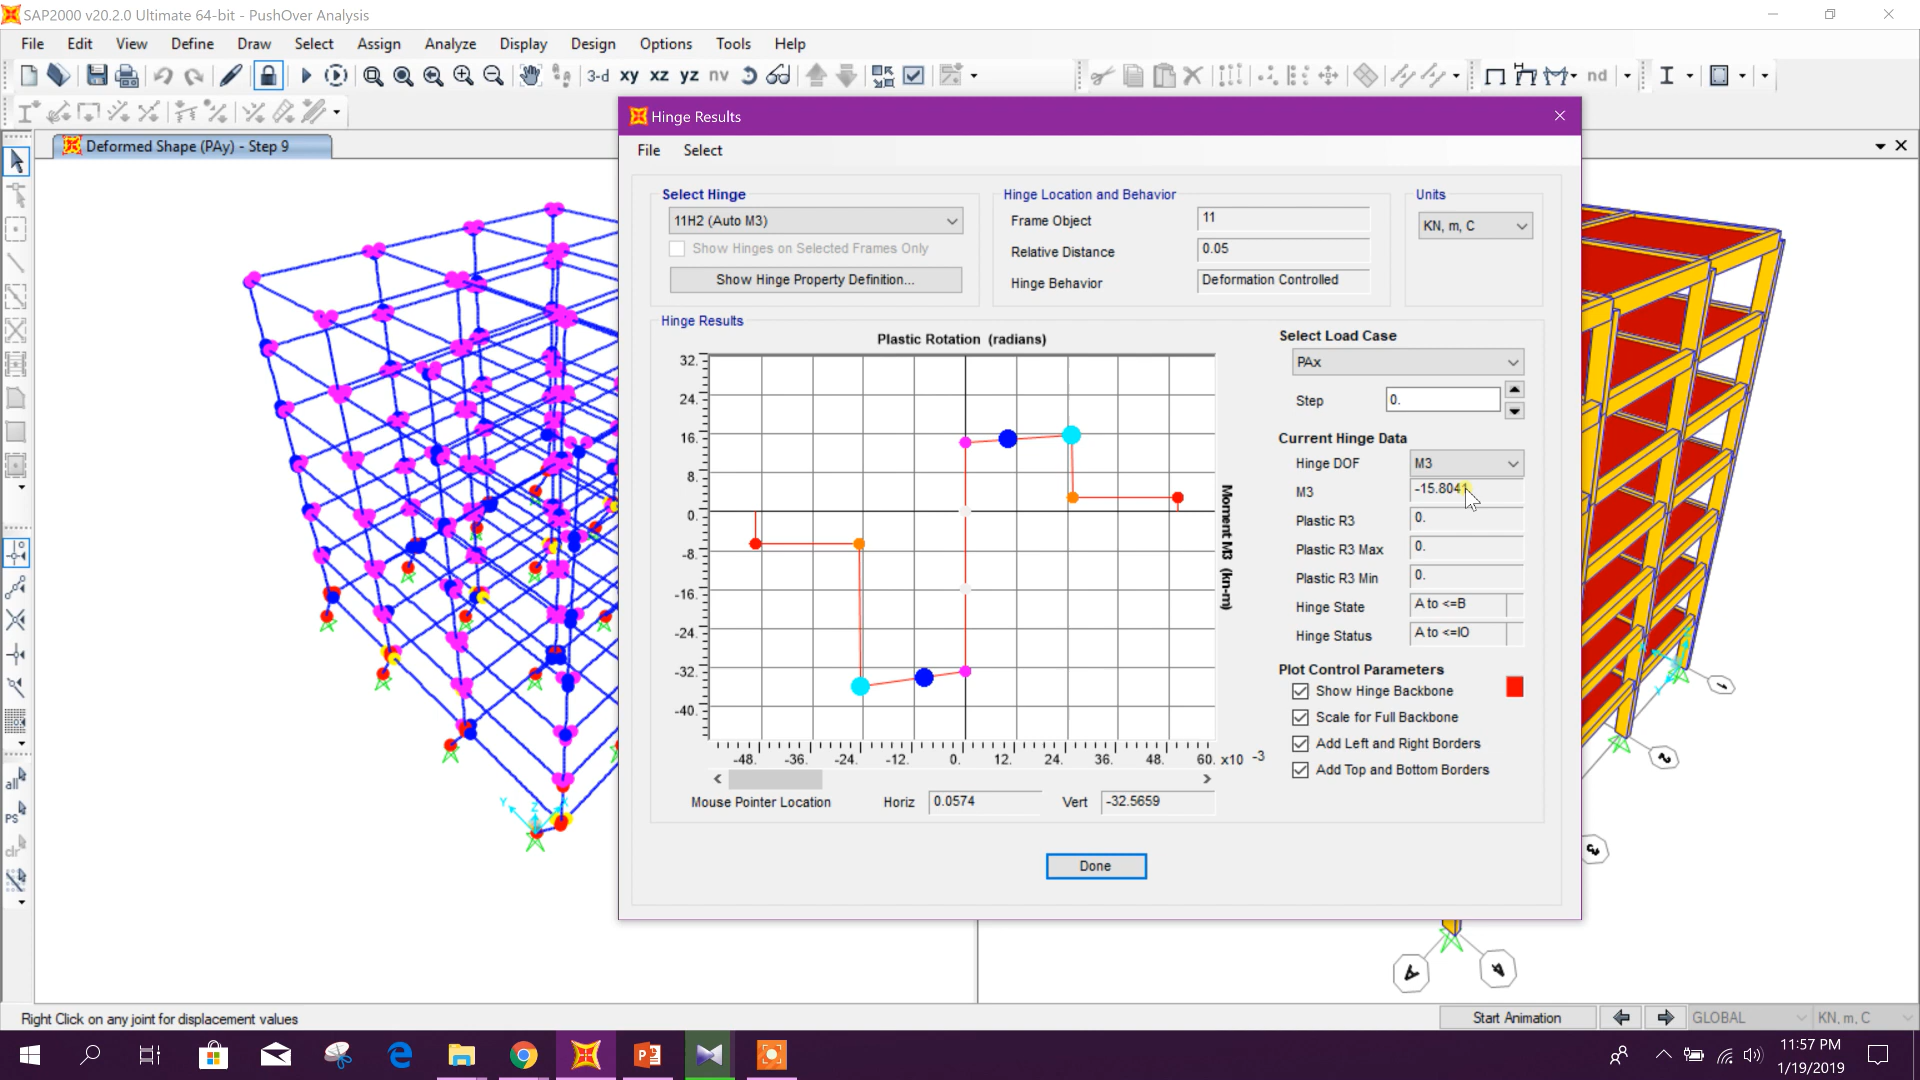 SAP2000 v20.2.0 Ultimate 64-bit - PushOver Analysis
File Edit View Define Draw Select Assign Analyze Display Design Options Tools Help
3-d xy xz yz nv nd
Deformed Shape (PAy) - Step 9
Hinge Results
File Select
Select Hinge
11H2 (Auto M3)
Show Hinges on Selected Frames Only
Show Hinge Property Definition...
Hinge Location and Behavior
Frame Object 11
Relative Distance 0.05
Hinge Behavior Deformation Controlled
Units
KN, m, C
Hinge Results
Plastic Rotation (radians)
32.
24.
16.
8.
0.
-8.
-16.
-24.
-32.
-40.
-48. -36. -24. -12. 0. 12. 24. 36. 48. 60. x10 -3
Moment M3 (kn-m)
Mouse Pointer Location Horiz 0.0574 Vert -32.5659
Select Load Case
PAx
Step 0.
Current Hinge Data
Hinge DOF M3
M3
Plastic R3 0.
Plastic R3 Max 0.
Plastic R3 Min 0.
Hinge State A to <=B
Hinge Status A to <=IO
Plot Control Parameters
Show Hinge Backbone
Scale for Full Backbone
Add Left and Right Borders
Add Top and Bottom Borders
Done
all
PS
clr
Y Z X
Right Click on any joint for displacement values
Start Animation
GLOBAL
KN, m, C
11:57 PM
1/19/2019